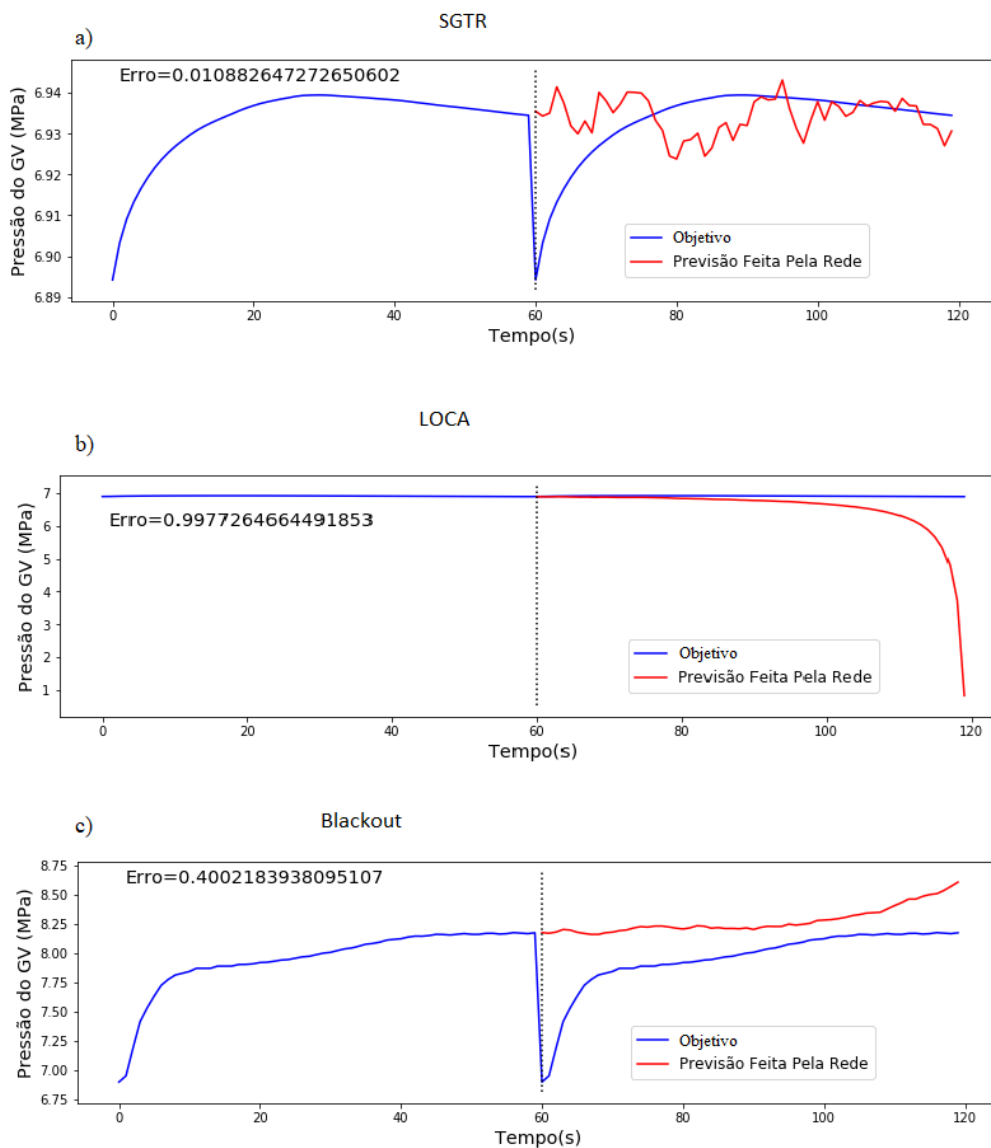 SGTR
a)
Erro=0.010882647272650602
6.94
6.93
6.92
6.91
6.90
6.89
Pressão do GV (MPa)
Objetivo
Previsão Feita Pela Rede
0 20 40 60 80 100 120
Tempo(s)
LOCA
b)
Erro=0.9977264664491853
7
6
5
4
3
2
1
Pressão do GV (MPa)
Objetivo
Previsão Feita Pela Rede
0 20 40 60 80 100 120
Tempo(s)
Blackout
c)
Erro=0.4002183938095107
8.75
8.50
8.25
8.00
7.75
7.50
7.25
7.00
6.75
Pressão do GV (MPa)
Objetivo
Previsão Feita Pela Rede
0 20 40 60 80 100 120
Tempo(s)